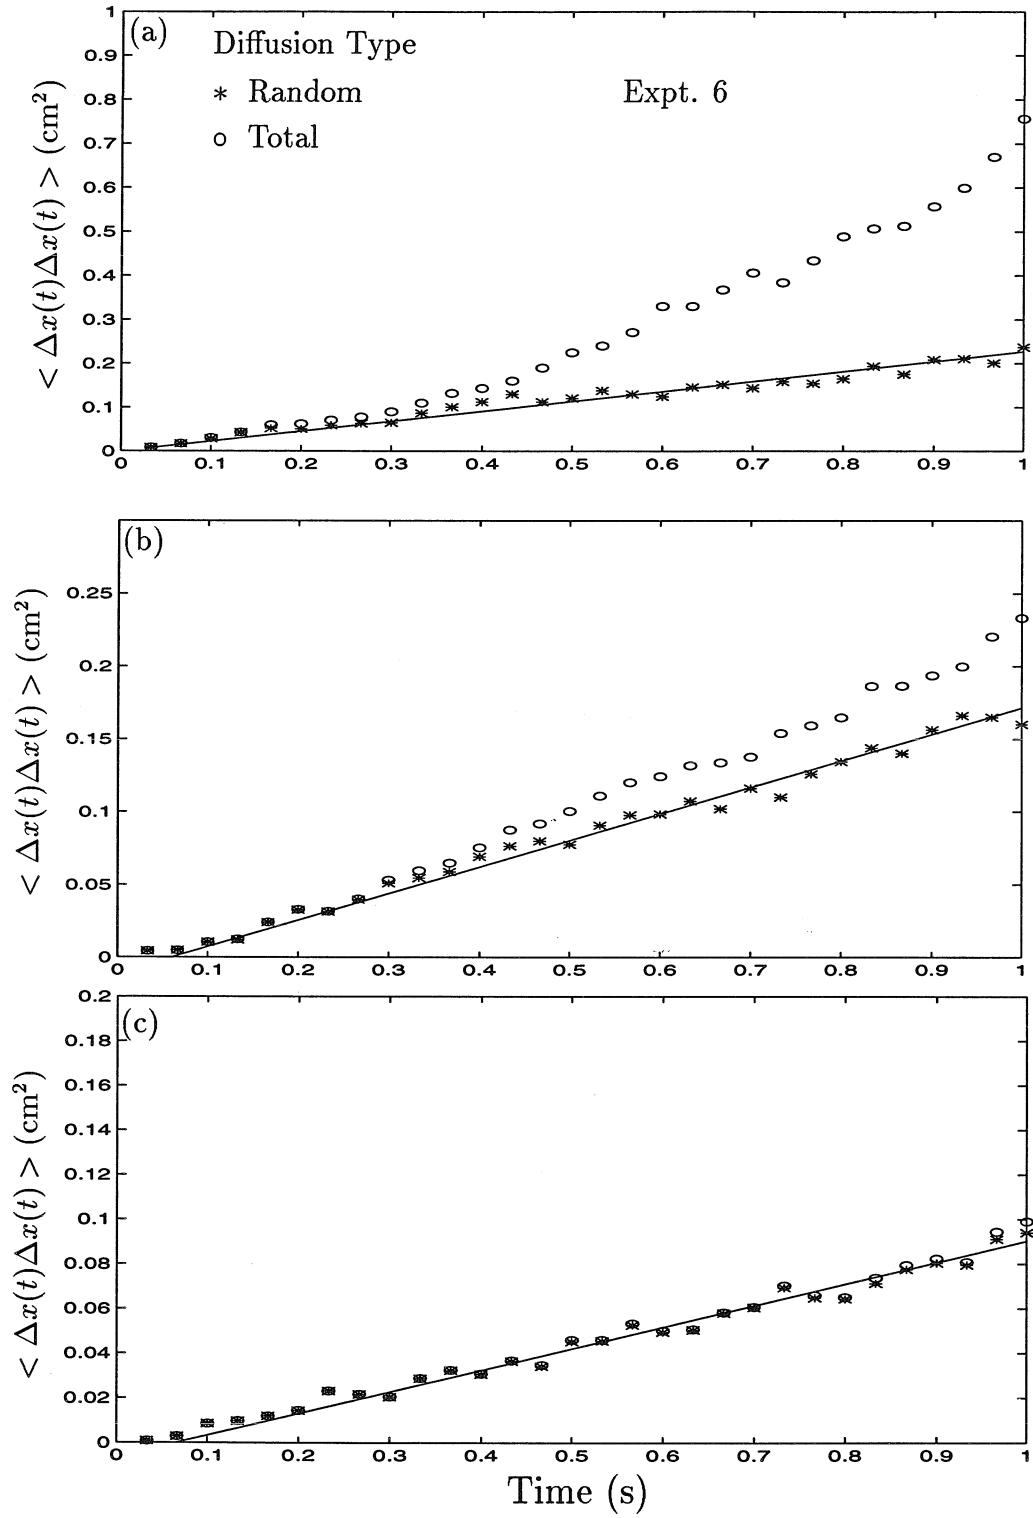 (a)
Diffusion Type
* Random
Expt. 6
o Total
1
0.9
0.8
0.7
0.6
0.5
0.4
0.3
0.2
0.1
0
< Δx(t)Δx(t) > (cm²)
0 0.1 0.2 0.3 0.4 0.5 0.6 0.7 0.8 0.9 1
(b)
0.25
0.2
0.15
0.1
0.05
0
< Δx(t)Δx(t) > (cm²)
0 0.1 0.2 0.3 0.4 0.5 0.6 0.7 0.8 0.9 1
(c)
0.2
0.18
0.16
0.14
0.12
0.1
0.08
0.06
0.04
0.02
0
< Δx(t)Δx(t) > (cm²)
0 0.1 0.2 0.3 0.4 0.5 0.6 0.7 0.8 0.9 1
Time (s)